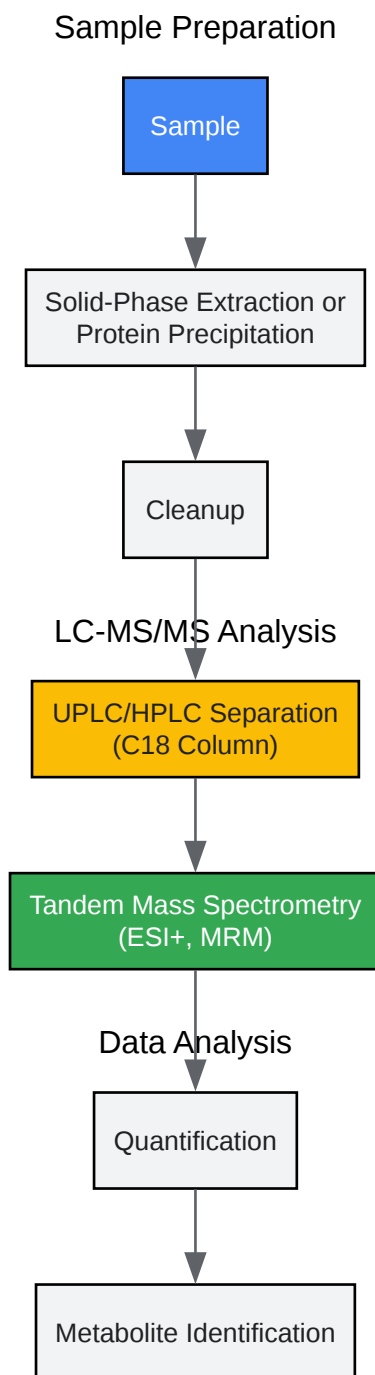 Sample Preparation
Sample
Solid-Phase Extraction or
Protein Precipitation
Cleanup
LC-MS/MS Analysis
UPLC/HPLC Separation
(C18 Column)
Tandem Mass Spectrometry
(ESI+, MRM)
Data Analysis
Quantification
Metabolite Identification